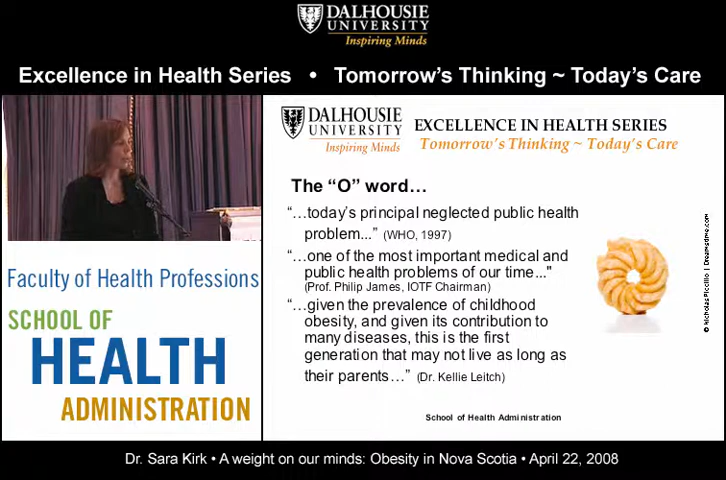 DALHOUSIE
UNIVERSITY
Inspiring Minds
Excellence in Health Series • Tomorrow's Thinking ~ Today's Care
DALHOUSIE
UNIVERSITY
Inspiring Minds
EXCELLENCE IN HEALTH SERIES
Tomorrow's Thinking ~ Today's Care
The “O” word…
“…today's principal neglected public health
problem...” (WHO, 1997)
“…one of the most important medical and
public health problems of our time..."
(Prof. Philip James, IOTF Chairman)
“…given the prevalence of childhood
obesity, and given its contribution to
many diseases, this is the first
generation that may not live as long as
their parents…” (Dr. Kellie Leitch)
© Nicholas Piccillo | Dreamstime.com
School of Health Administration
Faculty of Health Professions
SCHOOL OF
HEALTH
ADMINISTRATION
Dr. Sara Kirk • A weight on our minds: Obesity in Nova Scotia • April 22, 2008